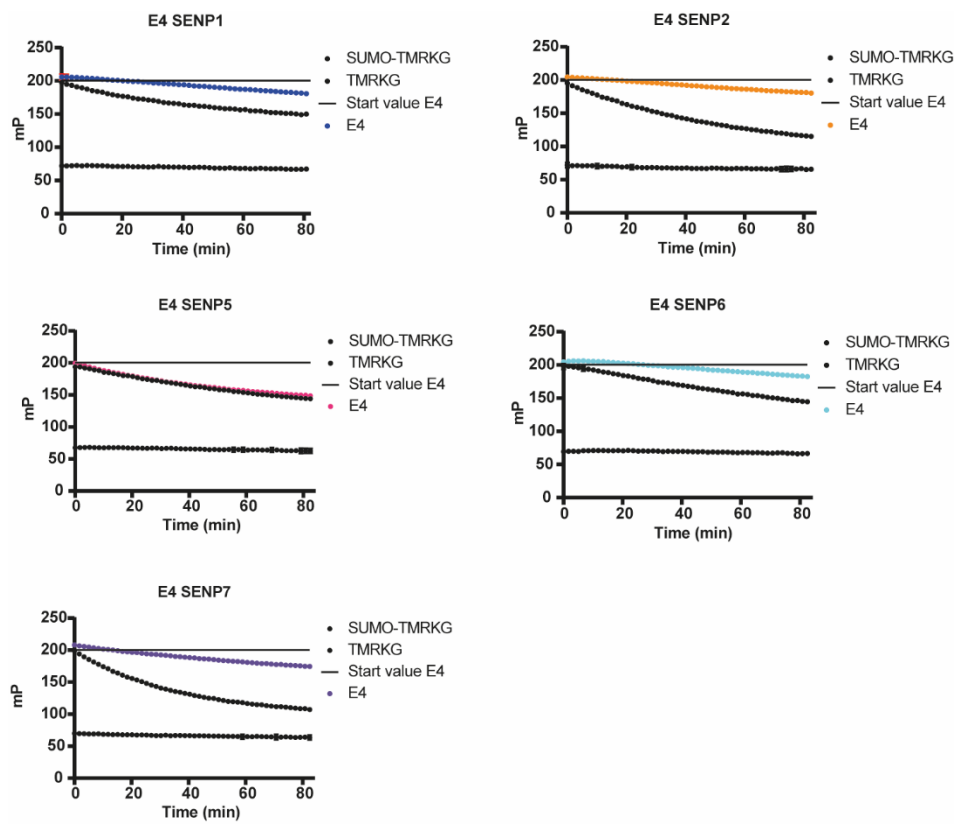 E4 SENP1
250
200
150
100
50
0
mP
0 20 40 60 80
Time (min)
SUMO-TMRKG
TMRKG
Start value E4
E4
E4 SENP2
250
200
150
100
50
0
mP
0 20 40 60 80
Time (min)
SUMO-TMRKG
TMRKG
Start value E4
E4
E4 SENP5
250
200
150
100
50
0
mP
0 20 40 60 80
Time (min)
SUMO-TMRKG
TMRKG
Start value E4
E4
E4 SENP6
250
200
150
100
50
0
mP
0 20 40 60 80
Time (min)
SUMO-TMRKG
TMRKG
Start value E4
E4
E4 SENP7
250
200
150
100
50
0
mP
0 20 40 60 80
Time (min)
SUMO-TMRKG
TMRKG
Start value E4
E4